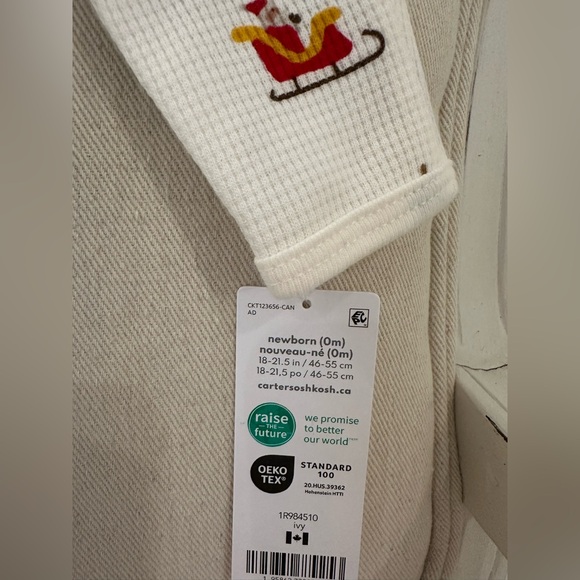 CKT123656-CAN
AD
newborn (0m)
nouveau-né (0m)
18-21.5 in / 46-55 cm
18-21,5 po / 46-55 cm
cartersoshkosh.ca
raise
THE
future™
we promise
to better
our world™
OEKO
TEX®
STANDARD
100
20.HUS.39362
Hohenstein HTTI
1R984510
ivy